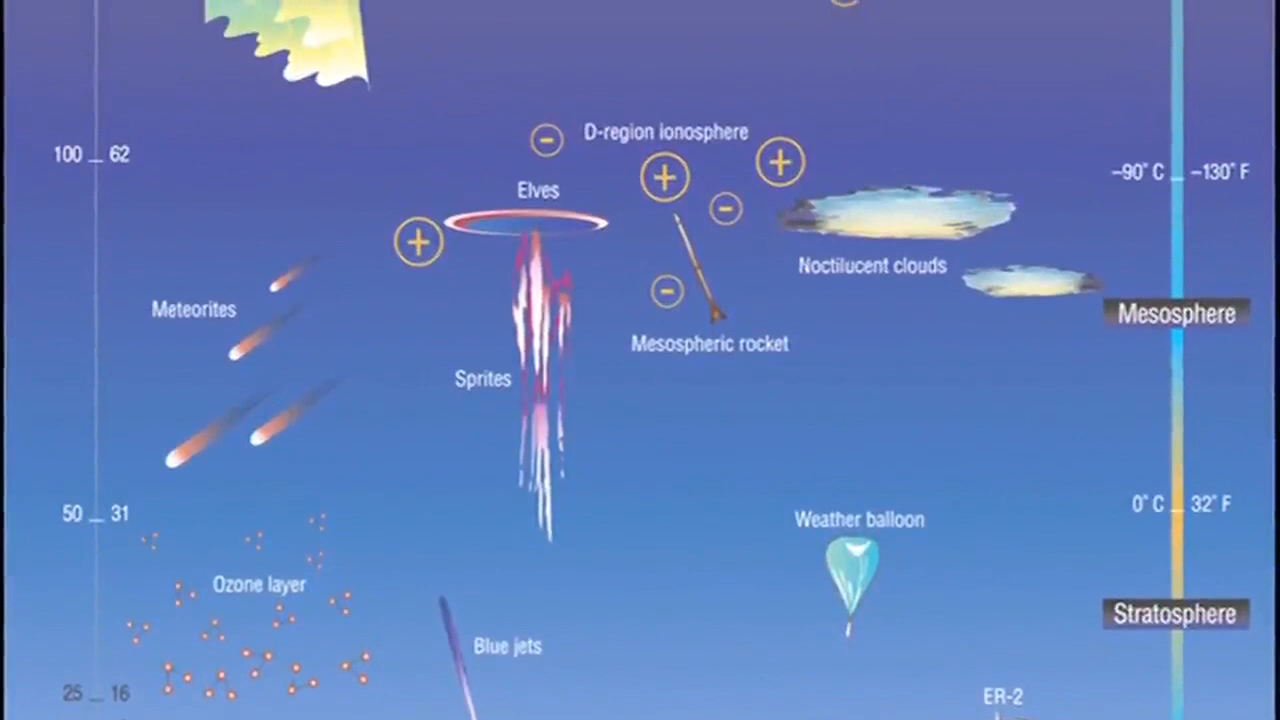 D-region ionosphere
100 62
-90° C -130° F
Elves
Noctilucent clouds
Meteorites
Mesosphere
Mesospheric rocket
Sprites
50 31
0° C 32° F
Weather balloon
Ozone layer
Stratosphere
Blue jets
25 16
ER-2